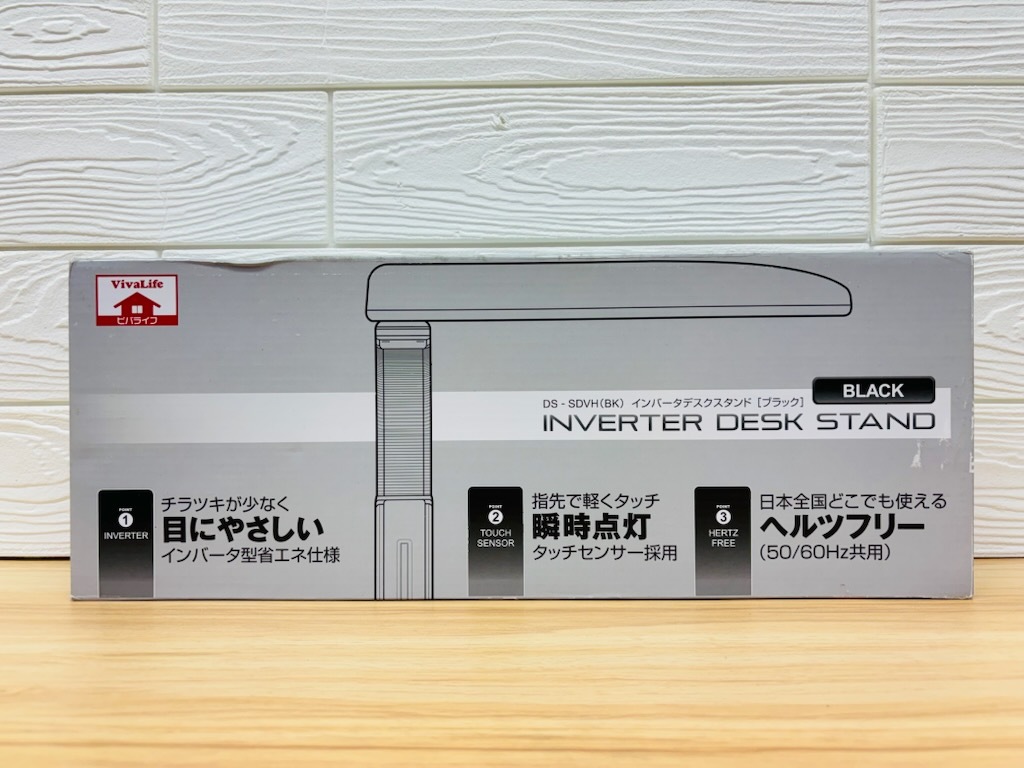 VivaLife
ビバライフ
BLACK
DS - SDVH(BK) インバータデスクスタンド [ブラック]
INVERTER DESK STAND
POINT
1
INVERTER
チラツキが少なく
目にやさしい
インバータ型省エネ仕様
POINT
2
TOUCH
SENSOR
指先で軽くタッチ
瞬時点灯
タッチセンサー採用
POINT
3
HERTZ
FREE
日本全国どこでも使える
ヘルツフリー
(50/60Hz共用)